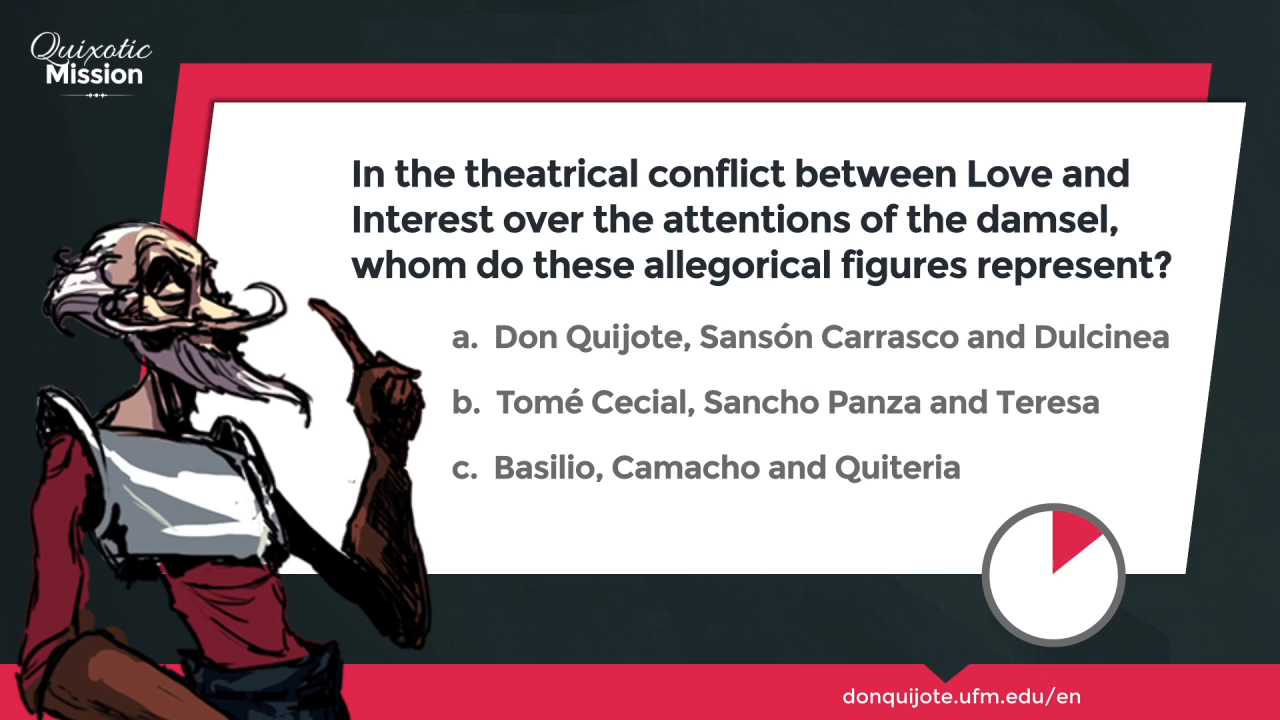 Quixotic
Mission
In the theatrical conflict between Love and
Interest over the attentions of the damsel,
whom do these allegorical figures represent?
a. Don Quijote, Sansón Carrasco and Dulcinea
b. Tomé Cecial, Sancho Panza and Teresa
c. Basilio, Camacho and Quiteria
donquijote.ufm.edu/en